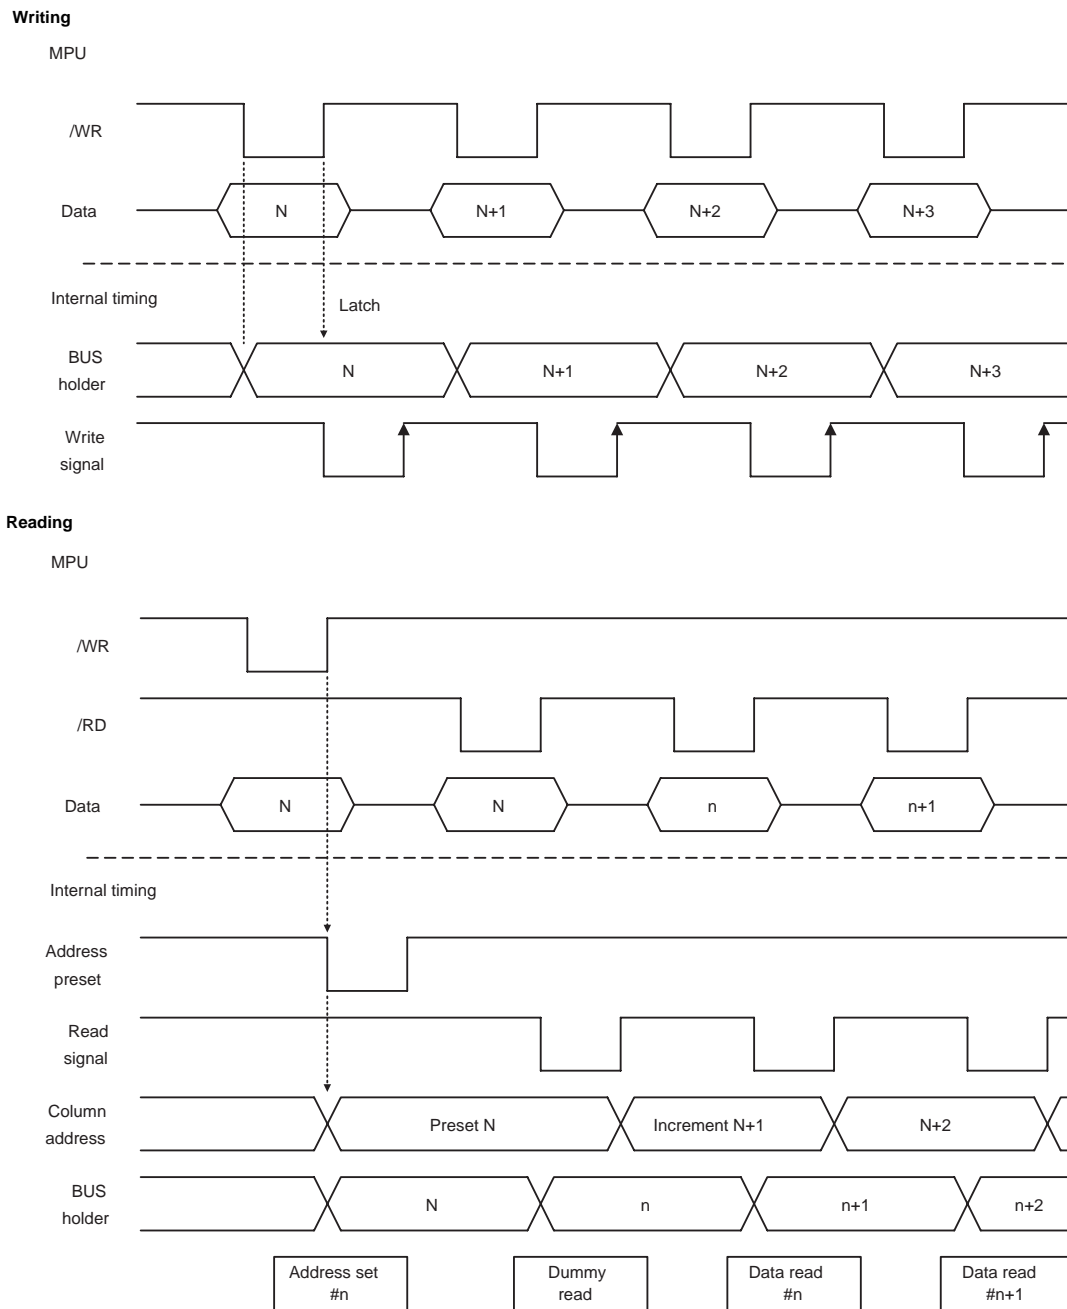 Writing
MPU
/WR
Data
N
N+1
N+2
N+3
Internal timing
Latch
BUS
holder
N
N+1
N+2
N+3
Write
signal
Reading
MPU
/WR
/RD
Data
N
N
n
n+1
Internal timing
Address
preset
Read
signal
Column
address
Preset N
Increment N+1
N+2
BUS
holder
N
n
n+1
n+2
Address set
#n
Dummy
read
Data read
#n
Data read
#n+1